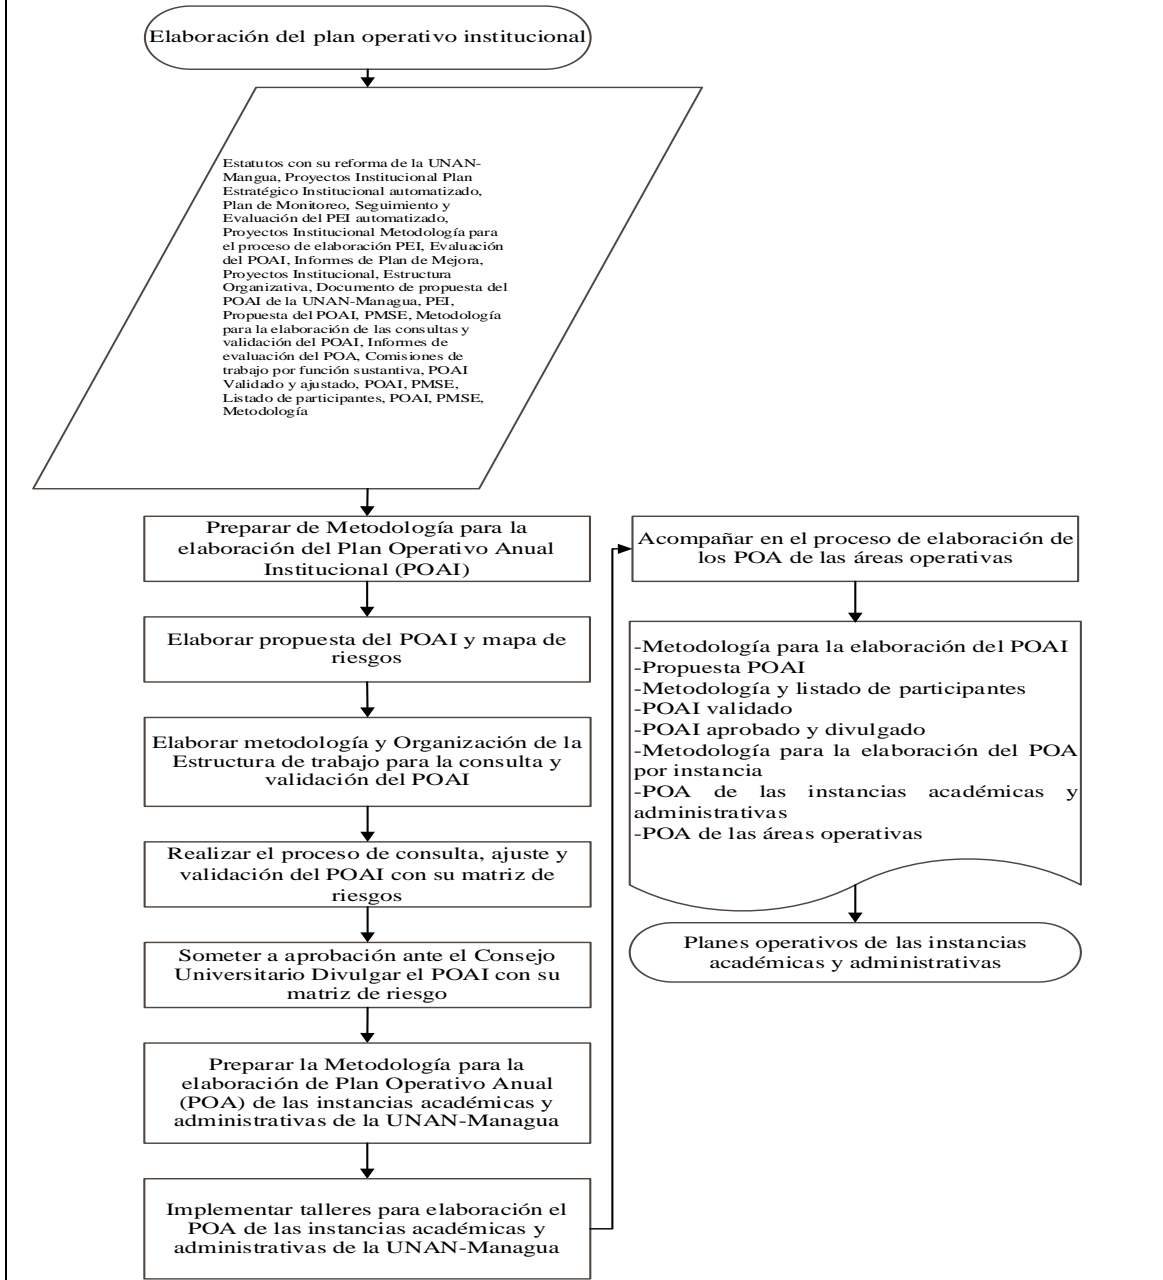 Elaboración del plan operativo institucional
Estatutos con su reforma de la UNAN-
Mangua, Proyectos Institucional Plan
Estratégico Institucional automatizado,
Plan de Monitoreo, Seguimiento y
Evaluación del PEI automatizado,
Proyectos Institucional Metodología para
el proceso de elaboración PEI, Evaluación
del POAI, Informes de Plan de Mejora,
Proyectos Institucional, Estructura
Organizativa, Documento de propuesta del
POAI de la UNAN-Managua, PEI,
Propuesta del POAI, PMSE, Metodología
para la elaboración de las consultas y
validación del POAI, Informes de
evaluación del POA, Comisiones de
trabajo por función sustantiva, POAI
Validado y ajustado, POAI, PMSE,
Listado de participantes, POAI, PMSE,
Metodología
Preparar de Metodología para la
elaboración del Plan Operativo Anual
Institucional (POAI)
Elaborar propuesta del POAI y mapa de
riesgos
Elaborar metodología y Organización de la
Estructura de trabajo para la consulta y
validación del POAI
Realizar el proceso de consulta, ajuste y
validación del POAI con su matriz de
riesgos
Someter a aprobación ante el Consejo
Universitario Divulgar el POAI con su
matriz de riesgo
Preparar la Metodología para la
elaboración de Plan Operativo Anual
(POA) de las instancias académicas y
administrativas de la UNAN-Managua
Implementar talleres para elaboración el
POA de las instancias académicas y
administrativas de la UNAN-Managua
Acompañar en el proceso de elaboración de
los POA de las áreas operativas
-Metodología para la elaboración del POAI
-Propuesta POAI
-Metodología y listado de participantes
-POAI validado
-POAI aprobado y divulgado
-Metodología para la elaboración del POA
por instancia
-POA de las instancias académicas y
administrativas
-POA de las áreas operativas
Planes operativos de las instancias
académicas y administrativas